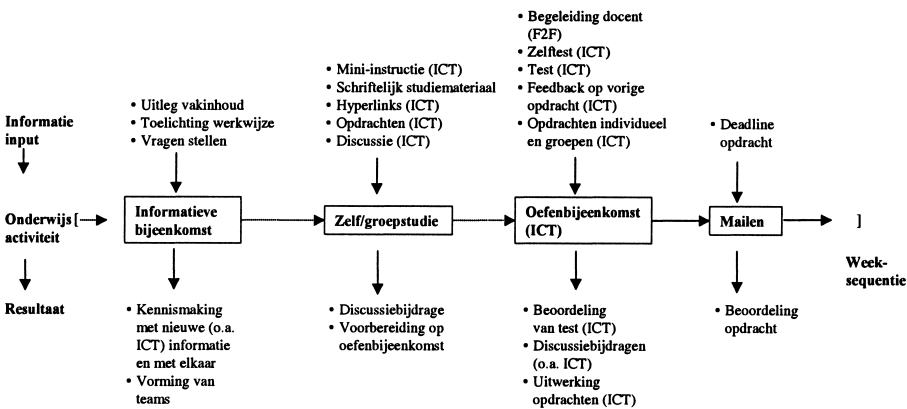 • Begeleiding docent
(F2F)
• Zelftest (ICT)
• Test (ICT)
• Feedback op vorige
opdracht (ICT)
• Opdrachten individueel
en groepen (ICT)
• Mini-instructie (ICT)
• Schriftelijk studiemateriaal
• Hyperlinks (ICT)
• Opdrachten (ICT)
• Discussie (ICT)
• Uitleg vakinhoud
• Toelichting werkwijze
• Vragen stellen
• Deadline
opdracht
Informatie
input
Onderwijs [
activiteit
Informatieve
bijeenkomst
Zelf/groepstudie
Oefenbijeenkomst
(ICT)
Mailen
]
Week-
sequentie
Resultaat
• Kennismaking
met nieuwe (o.a.
ICT) informatie
en met elkaar
• Vorming van
teams
• Discussiebijdrage
• Voorbereiding op
oefenbijeenkomst
• Beoordeling
van test (ICT)
• Discussiebijdragen
(o.a. ICT)
• Uitwerking
opdrachten (ICT)
• Beoordeling
opdracht